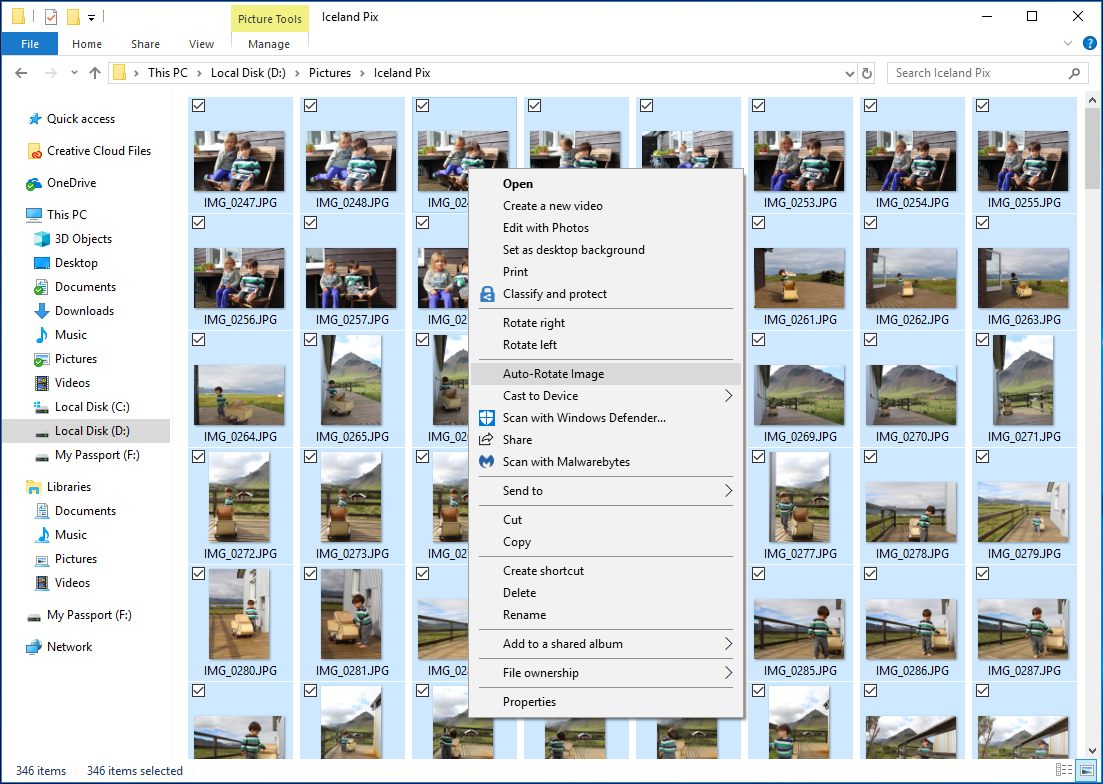 Picture Tools
Iceland Pix
File
Home
Share
View
Manage
This PC
Local Disk (D:)
Pictures
Iceland Pix
Search Iceland Pix
Quick access
Creative Cloud Files
OneDrive
This PC
3D Objects
Desktop
Documents
Downloads
Music
Pictures
Videos
Local Disk (C:)
Local Disk (D:)
My Passport (F:)
Libraries
Documents
Music
Pictures
Videos
My Passport (F:)
Network
IMG_0247.JPG
IMG_0248.JPG
IMG_024
IMG_0253.JPG
IMG_0254.JPG
IMG_0255.JPG
IMG_0256.JPG
IMG_0257.JPG
IMG_02
IMG_0261.JPG
IMG_0262.JPG
IMG_0263.JPG
IMG_0264.JPG
IMG_0265.JPG
IMG_02
IMG_0269.JPG
IMG_0270.JPG
IMG_0271.JPG
IMG_0272.JPG
IMG_0273.JPG
IMG_02
IMG_0277.JPG
IMG_0278.JPG
IMG_0279.JPG
IMG_0280.JPG
IMG_0281.JPG
IMG_02
IMG_0285.JPG
IMG_0286.JPG
IMG_0287.JPG
Open
Create a new video
Edit with Photos
Set as desktop background
Print
Classify and protect
Rotate right
Rotate left
Auto-Rotate Image
Cast to Device
Scan with Windows Defender...
Share
Scan with Malwarebytes
Send to
Cut
Copy
Create shortcut
Delete
Rename
Add to a shared album
File ownership
Properties
346 items
346 items selected